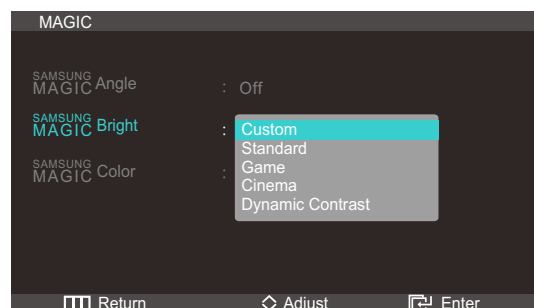 MAGIC
SAMSUNG
MAGIC Angle : Off
SAMSUNG
MAGIC Bright : Custom
Standard
Game
Cinema
Dynamic Contrast
SAMSUNG
MAGIC Color :
Return Adjust Enter